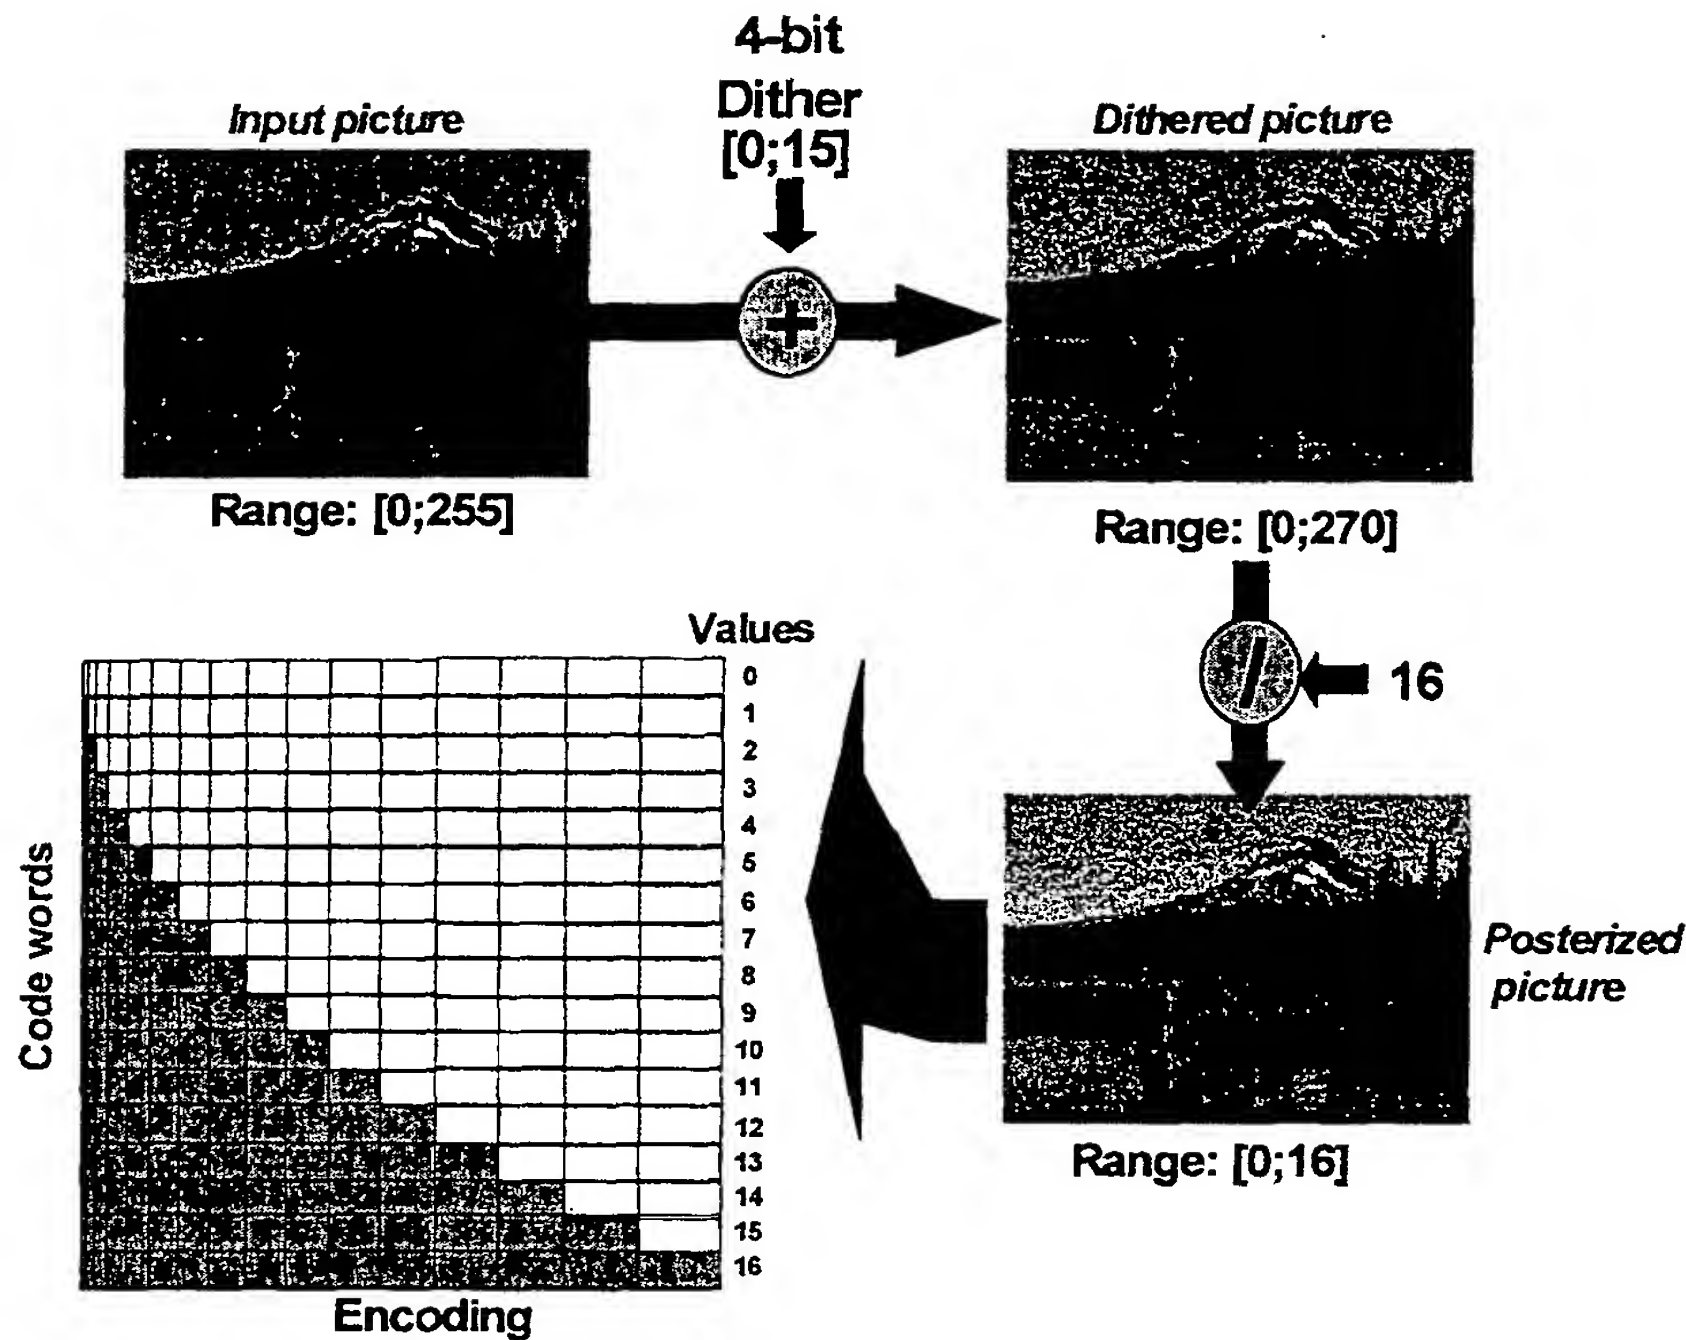 4-bit
Dither
[0;15]
Input picture
Dithered picture
+
Range: [0;255]
Range: [0;270]
/
16
Values
0
1
2
3
4
5
6
7
8
9
10
11
12
13
14
15
16
Code words
Encoding
Posterized
picture
Range: [0;16]